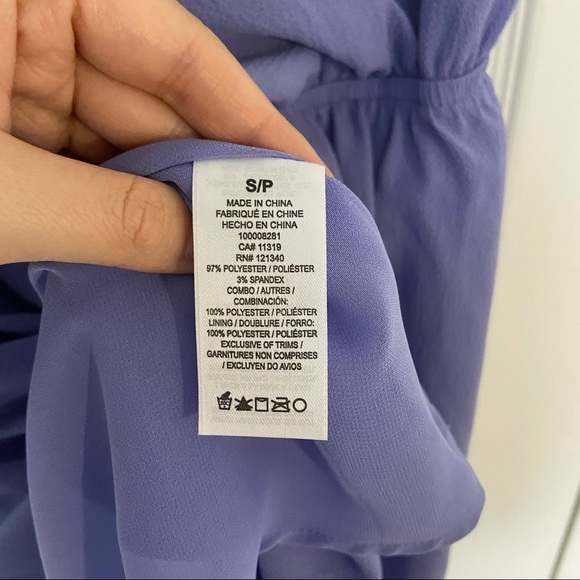 S/P
MADE IN CHINA
FABRIQUÉ EN CHINE
HECHO EN CHINA
100008281
CA# 11319
RN# 121340
97% POLYESTER / POLIÉSTER
3% SPANDEX
COMBO / AUTRES /
COMBINACIÓN:
100% POLYESTER / POLIÉSTER
LINING / DOUBLURE / FORRO:
100% POLYESTER / POLIÉSTER
EXCLUSIVE OF TRIMS /
GARNITURES NON COMPRISES
/ EXCLUYEN DO AVIOS